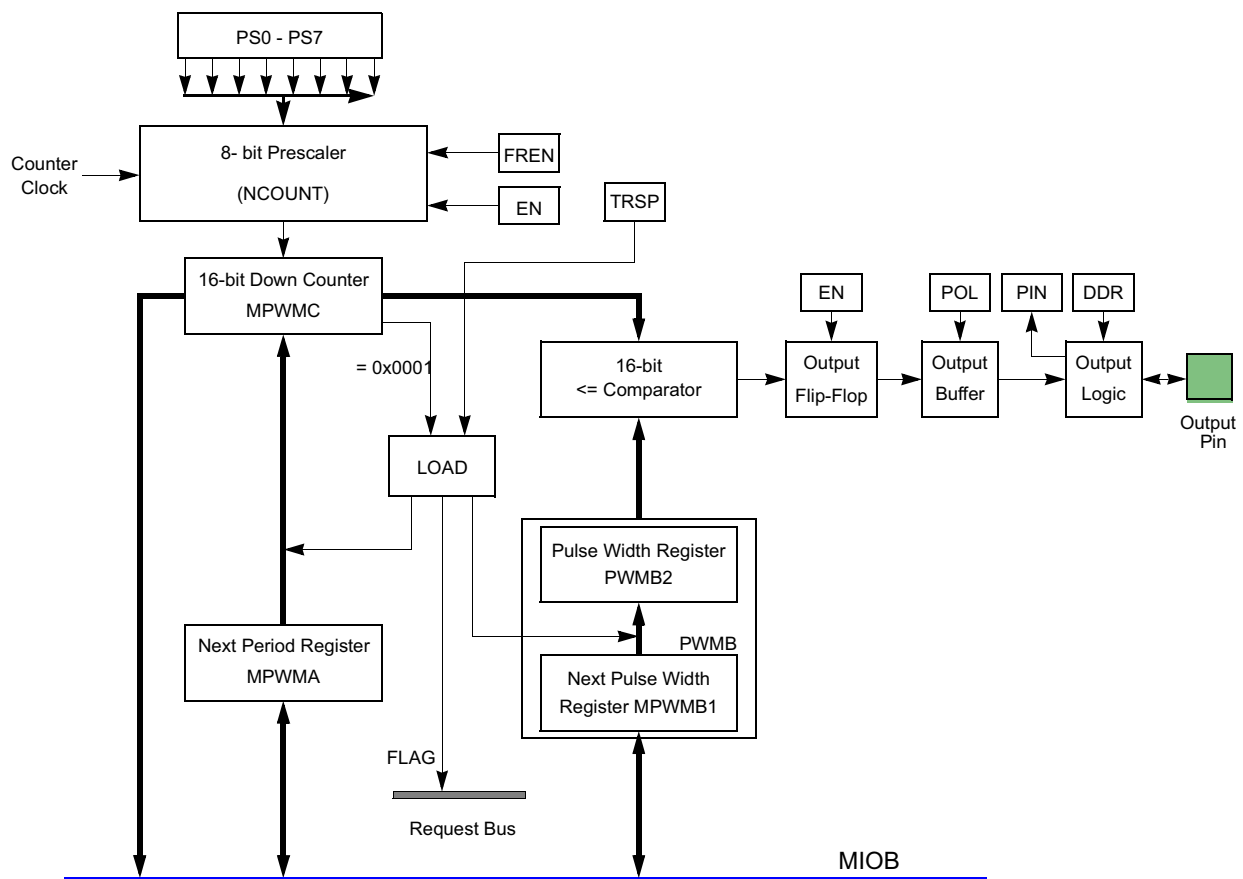 PS0 - PS7
8- bit Prescaler
(NCOUNT)
Counter
Clock
FREN
EN
TRSP
16-bit Down Counter
MPWMC
= 0x0001
EN
POL
PIN
DDR
16-bit
<= Comparator
Output
Flip-Flop
Output
Buffer
Output
Logic
Output
Pin
LOAD
Pulse Width Register
PWMB2
PWMB
Next Period Register
MPWMA
Next Pulse Width
Register MPWMB1
FLAG
Request Bus
MIOB